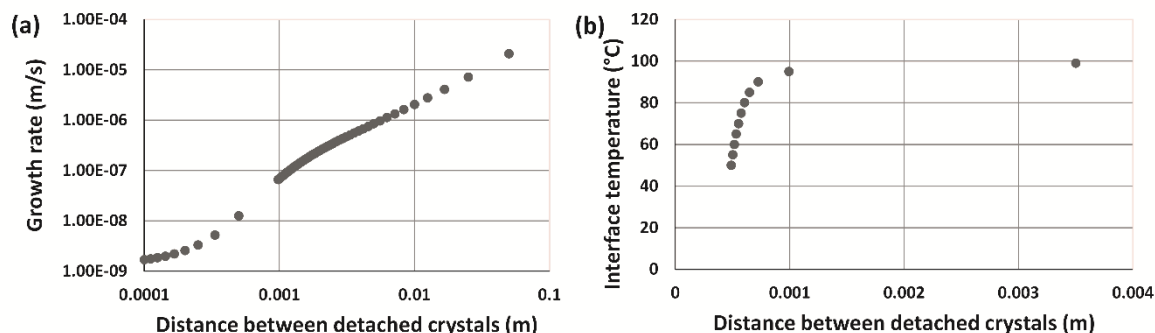 (a)
Growth rate (m/s)
1.00E-04
1.00E-05
1.00E-06
1.00E-07
1.00E-08
1.00E-09
0.0001 0.001 0.01 0.1
Distance between detached crystals (m)
(b)
Interface temperature (°C)
120
100
80
60
40
20
0
0 0.001 0.002 0.003 0.004
Distance between detached crystals (m)